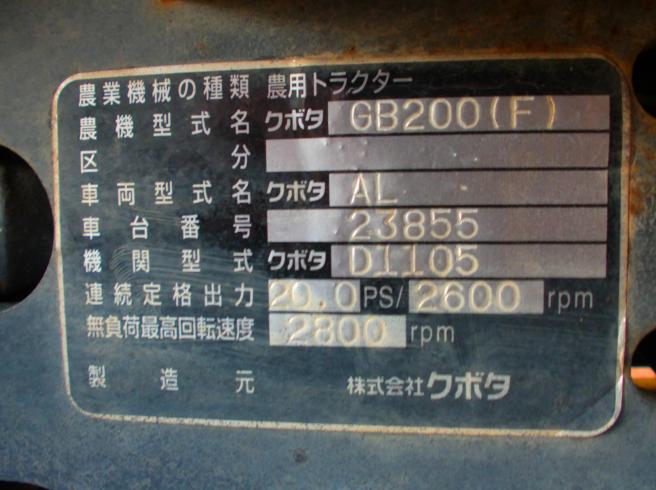 農業機械の種類 農用トラクター
農機型式名 クボタ GB200(F)
区分
車両型式名 クボタ AL
車台番号 23855
機関型式 クボタ D1105
連続定格出力 20.0 PS/ 2600 rpm
無負荷最高回転速度 2800 rpm
製造元 株式会社クボタ